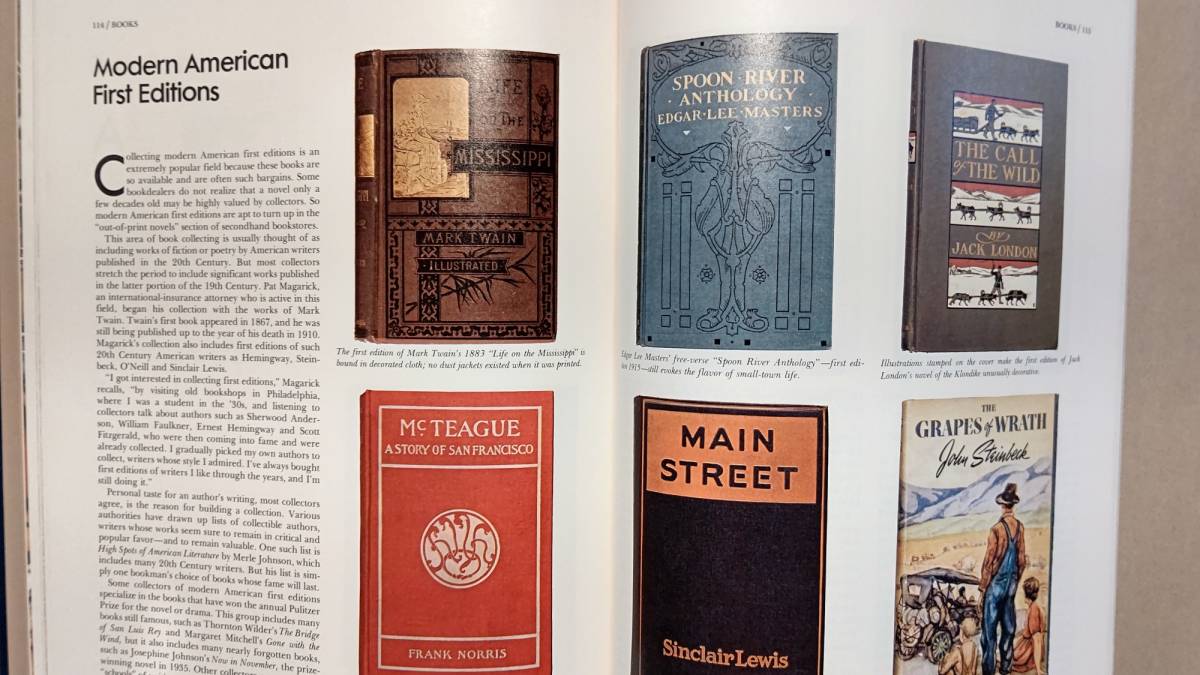 114 / BOOKS
Modern American
First Editions
Collecting modern American first editions is an
extremely popular field because these books are
so available and are often such bargains. Some
bookdealers do not realize that a novel only a
few decades old may be highly valued by collectors. So
modern American first editions are apt to turn up in the
"out-of-print novels" section of secondhand bookstores.
This area of book collecting is usually thought of as
including works of fiction or poetry by American writers
published in the 20th Century. But most collectors
stretch the period to include significant works published
in the latter portion of the 19th Century. Pat Magarick,
an international-insurance attorney who is active in this
field, began his collection with the works of Mark
Twain. Twain's first book appeared in 1867, and he was
still being published up to the year of his death in 1910.
Magarick's collection also includes first editions of such
20th Century American writers as Hemingway, Stein-
beck, O'Neill and Sinclair Lewis.
"I got interested in collecting first editions," Magarick
recalls, "by visiting old bookshops in Philadelphia,
where I was a student in the '30s, and listening to
collectors talk about authors such as Sherwood Ander-
son, William Faulkner, Ernest Hemingway and Scott
Fitzgerald, who were then coming into fame and were
already collected. I gradually picked my own authors to
collect, writers whose style I admired. I've always bought
first editions of writers I like through the years, and I'm
still doing it."
Personal taste for an author's writing, most collectors
agree, is the reason for building a collection. Various
authorities have drawn up lists of collectible authors,
writers whose works seem sure to remain in critical and
popular favor—and to remain valuable. One such list is
High Spots of American Literature by Merle Johnson, which
includes many 20th Century writers. But his list is sim-
ply one bookman's choice of books whose fame will last.
Some collectors of modern American first editions
specialize in the books that have won the annual Pulitzer
Prize for the novel or drama. This group includes many
books still famous, such as Thornton Wilder's The Bridge
of San Luis Rey and Margaret Mitchell's Gone with the
Wind, but it also includes many nearly forgotten books,
such as Josephine Johnson's Now in November, the prize-
winning novel in 1935. Other
"schools" of
LIFE
ON THE
MISSISSIPPI
MARK TWAIN
ILLUSTRATED
The first edition of Mark Twain's 1883 "Life on the Mississippi" is
bound in decorated cloth; no dust jackets existed when it was printed.
Mc TEAGUE
A STORY OF SAN FRANCISCO
FRANK NORRIS
BOOKS / 115
SPOON · RIVER
· ANTHOLOGY ·
EDGAR · LEE · MASTERS
Edgar Lee Masters' free-verse "Spoon River Anthology"—first edi-
tion 1915—still evokes the flavor of small-town life.
THE CALL
OF THE WILD
BY
JACK LONDON
Illustrations stamped on the cover make the first edition of Jack
London's novel of the Klondike unusually decorative.
MAIN
STREET
Sinclair Lewis
THE
GRAPES of WRATH
John Steinbeck